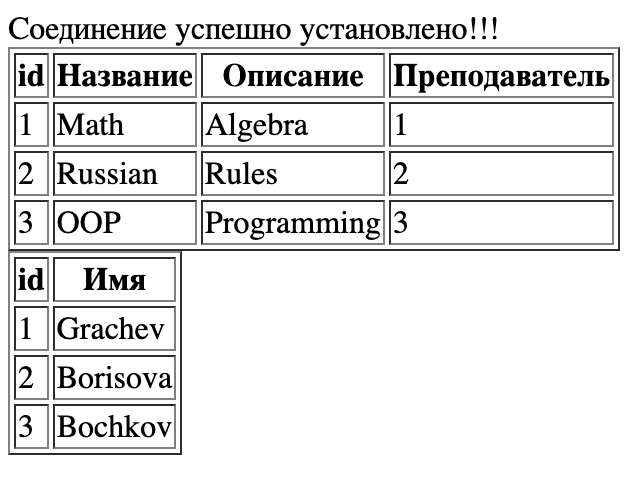 Соединение успешно установлено!!!
id Название Описание Преподаватель
1 Math Algebra 1
2 Russian Rules 2
3 OOP Programming 3
id Имя
1 Grachev
2 Borisova
3 Bochkov